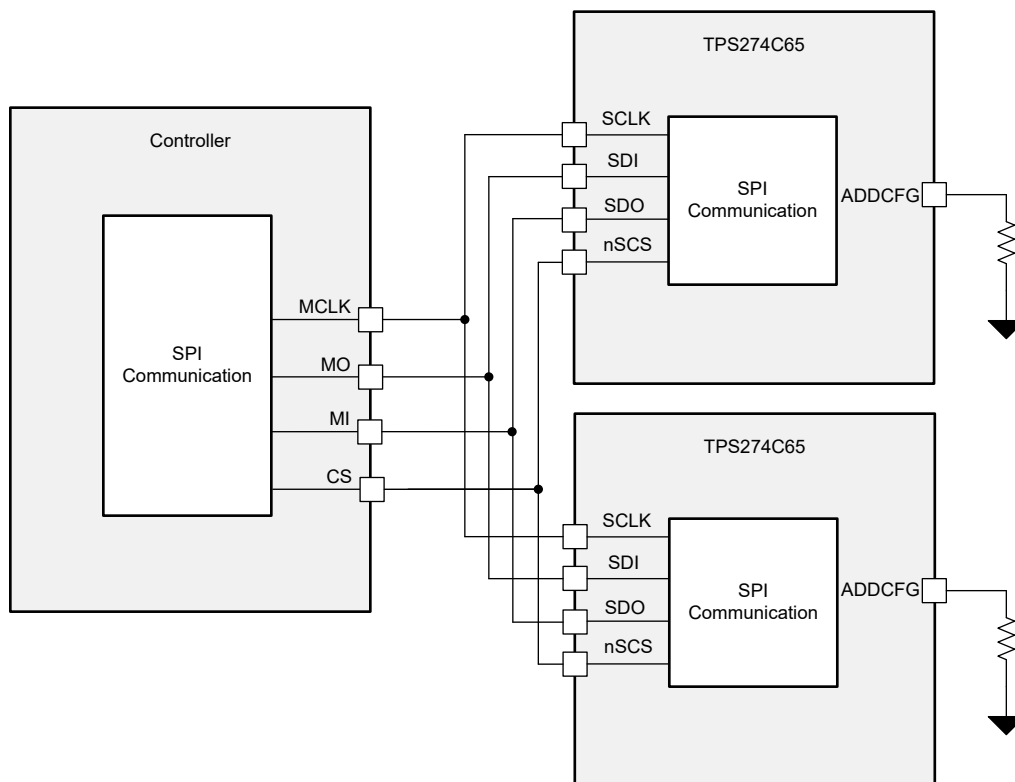 Controller
SPI
Communication
MCLK
MO
MI
CS
TPS274C65
SCLK
SDI
SDO
nSCS
SPI
Communication
ADDCFG
TPS274C65
SCLK
SDI
SDO
nSCS
SPI
Communication
ADDCFG